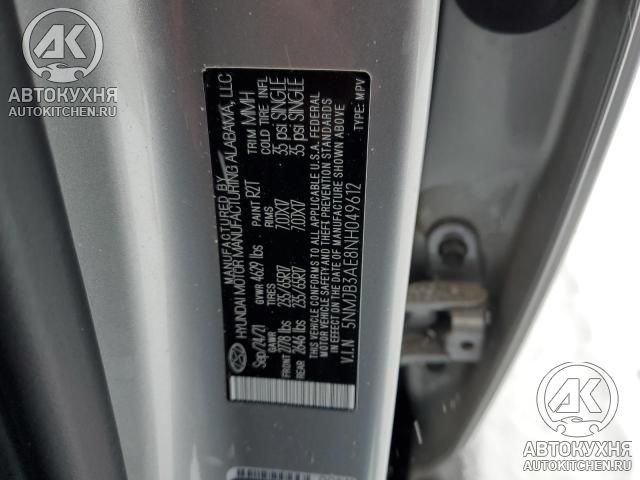 АВТОКУХНЯ
AUTOKITCHEN.RU
MANUFACTURED BY
HYUNDAI MOTOR MANUFACTURING ALABAMA, LLC
Sep/24/21 GVWR 4629 lbs PAINT R2T TRIM MMH
GAWR TIRES RIMS COLD TIRE INFL
FRONT 2778 lbs 235/65R17 7.0JX17 35 psi SINGLE
REAR 2646 lbs 235/65R17 7.0JX17 35 psi SINGLE
THIS VEHICLE CONFORMS TO ALL APPLICABLE U.S.A. FEDERAL
MOTOR VEHICLE SAFETY AND THEFT PREVENTION STANDARDS
IN EFFECT ON THE DATE OF MANUFACTURE SHOWN ABOVE
V.I.N 5NMJB3AE8NH049612 TYPE: MPV
АВТОКУХНЯ
AUTOKITCHEN.RU